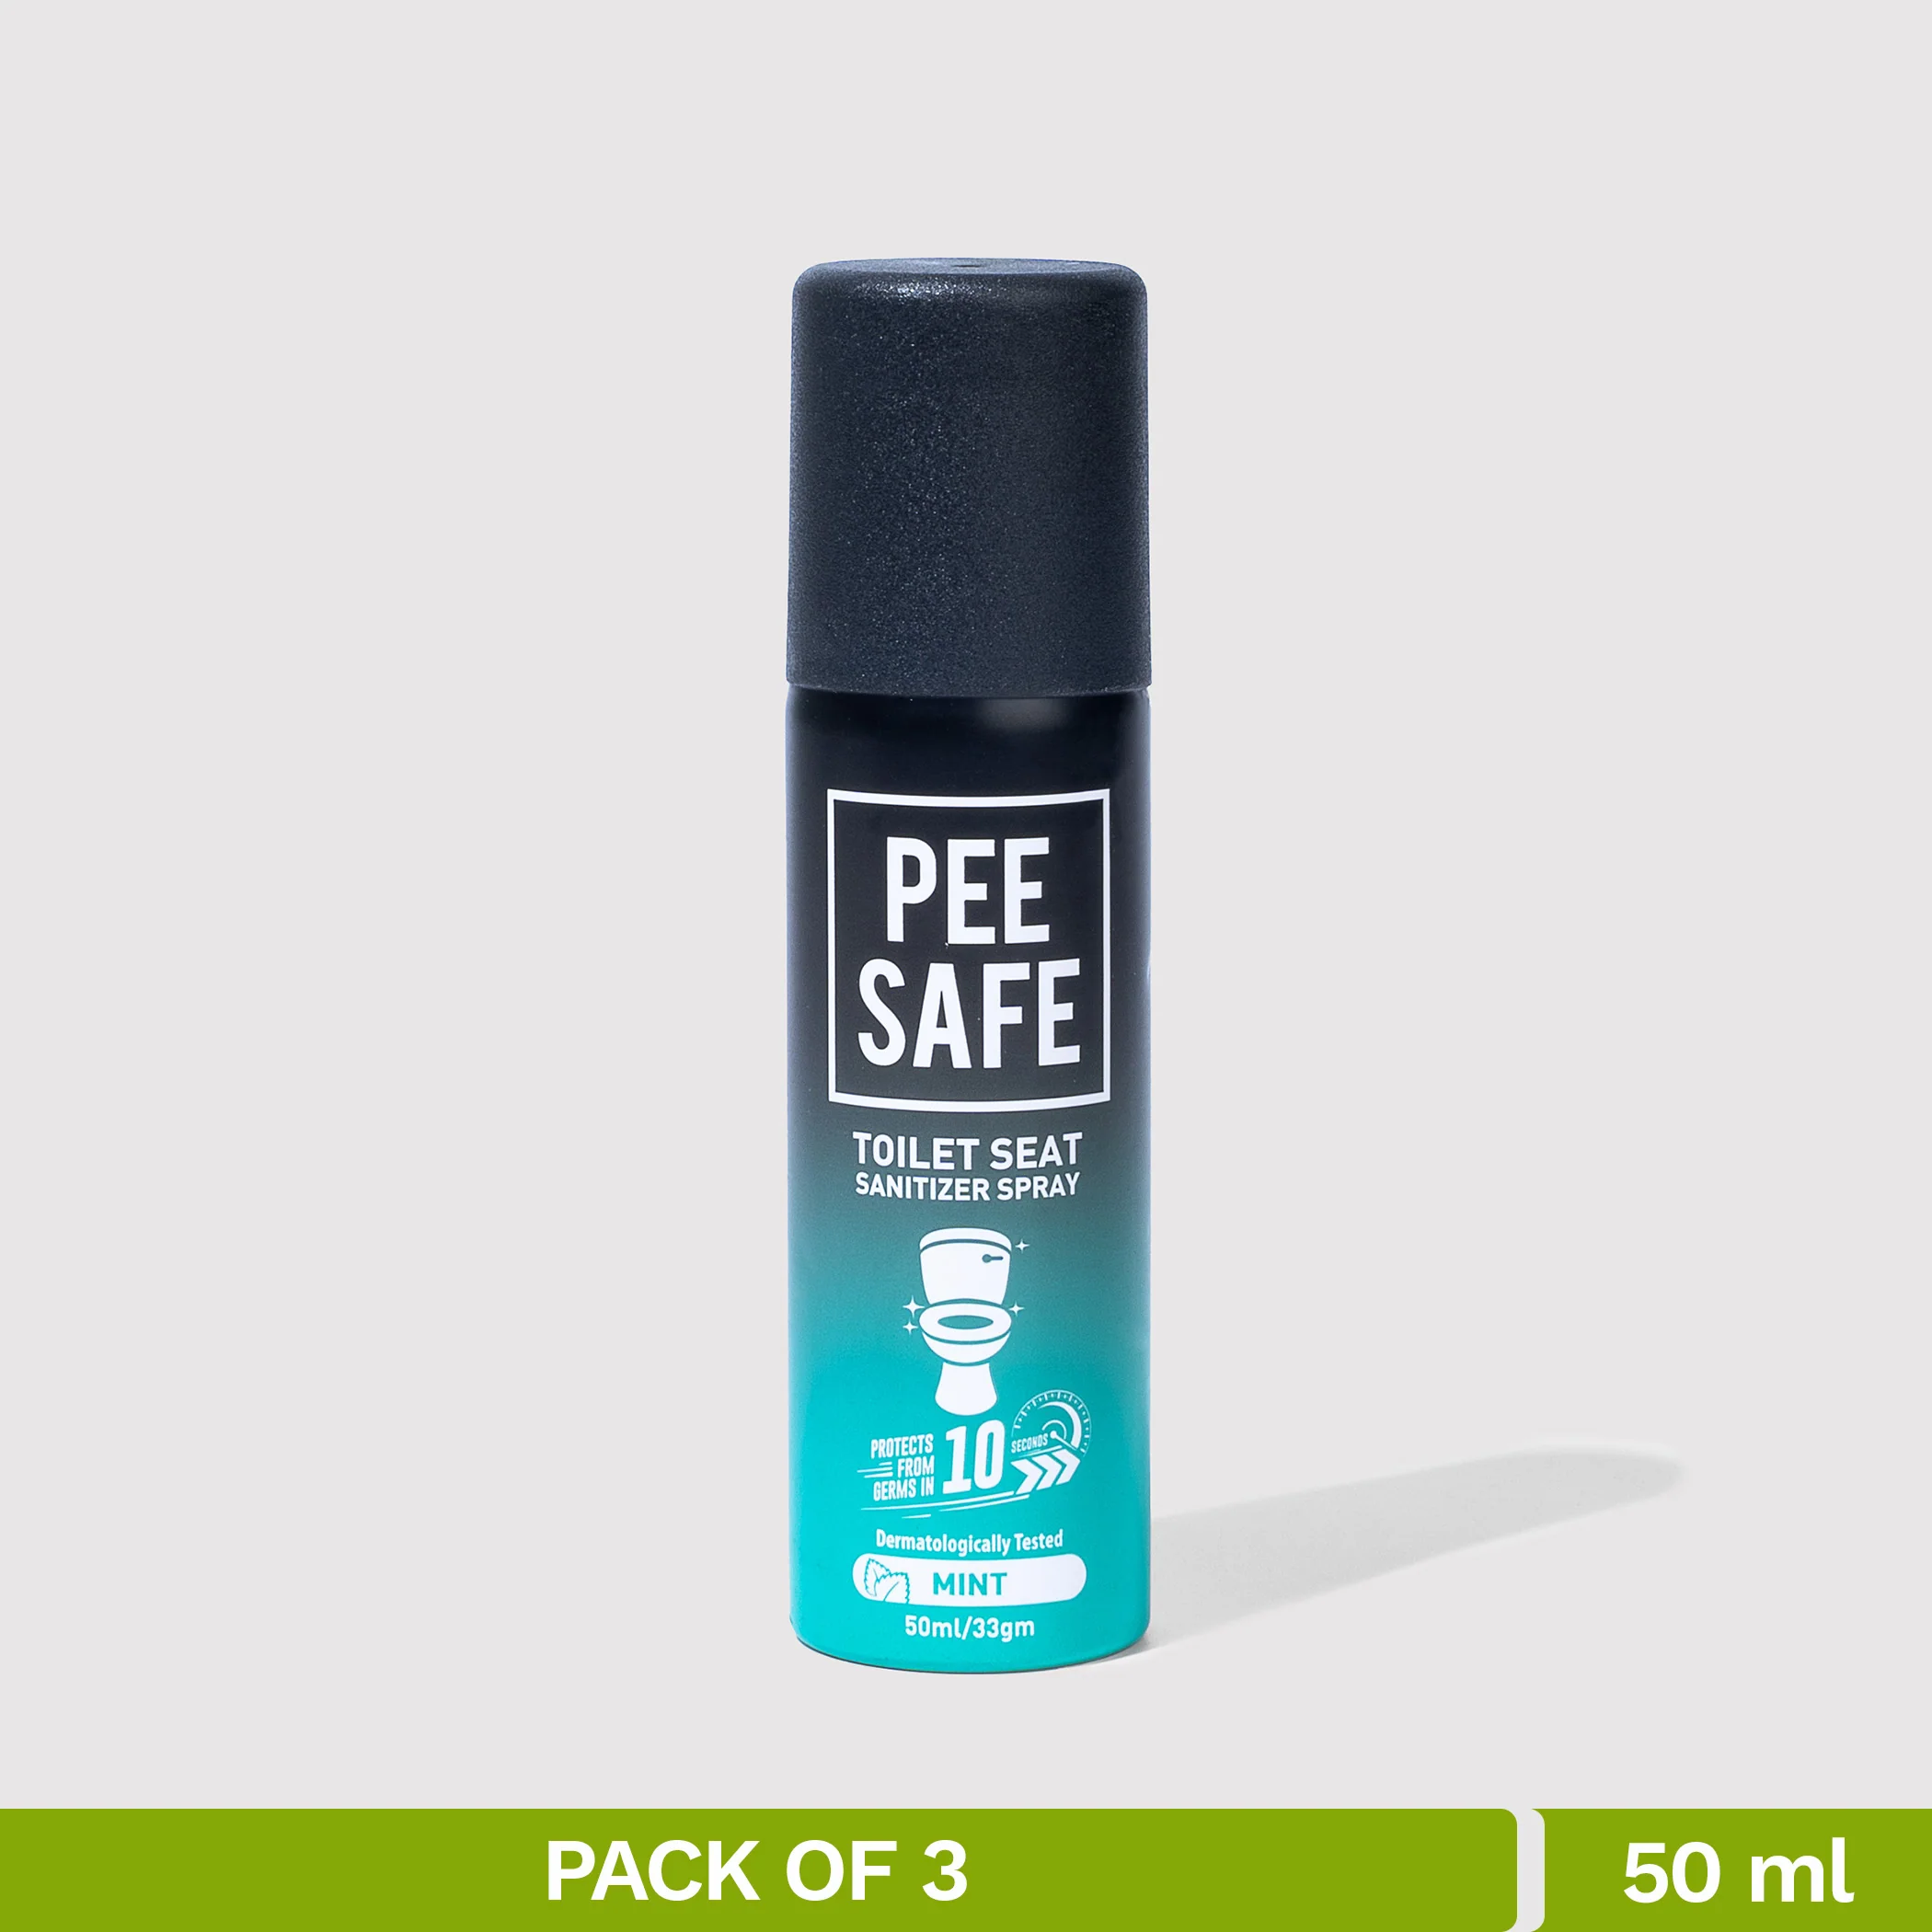 PEE
SAFE
TOILET SEAT
SANITIZER SPRAY
PROTECTS
FROM
GERMS IN
10
SECONDS
Dermatologically Tested
MINT
50ml/33gm
PACK OF 3
50 ml